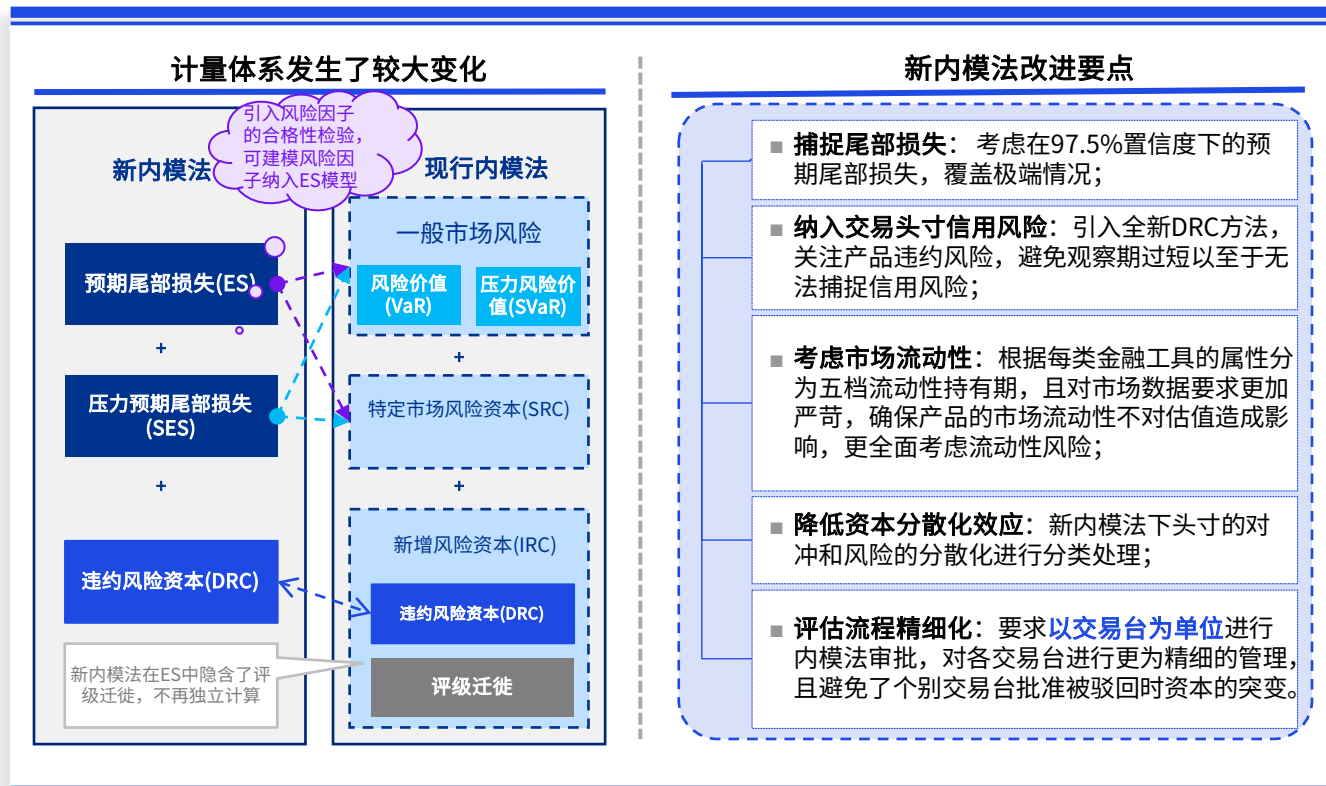 计量体系发生了较大变化
引入风险因子
的合格性检验，
可建模风险因
子纳入ES模型
新内模法
预期尾部损失(ES)
+
压力预期尾部损失
(SES)
+
违约风险资本(DRC)
新内模法在ES中隐含了评
级迁徙，不再独立计算
现行内模法
一般市场风险
风险价值
(VaR)
压力风险价
值(SVaR)
+
特定市场风险资本(SRC)
+
新增风险资本(IRC)
违约风险资本(DRC)
评级迁徙
新内模法改进要点
■ 捕捉尾部损失： 考虑在97.5%置信度下的预
期尾部损失，覆盖极端情况；
■ 纳入交易头寸信用风险：引入全新DRC方法，
关注产品违约风险，避免观察期过短以至于无
法捕捉信用风险；
■ 考虑市场流动性：根据每类金融工具的属性分
为五档流动性持有期，且对市场数据要求更加
严苛，确保产品的市场流动性不对估值造成影
响，更全面考虑流动性风险；
■ 降低资本分散化效应：新内模法下头寸的对
冲和风险的分散化进行分类处理；
■ 评估流程精细化：要求以交易台为单位进行
内模法审批，对各交易台进行更为精细的管理，
且避免了个别交易台批准被驳回时资本的突变。